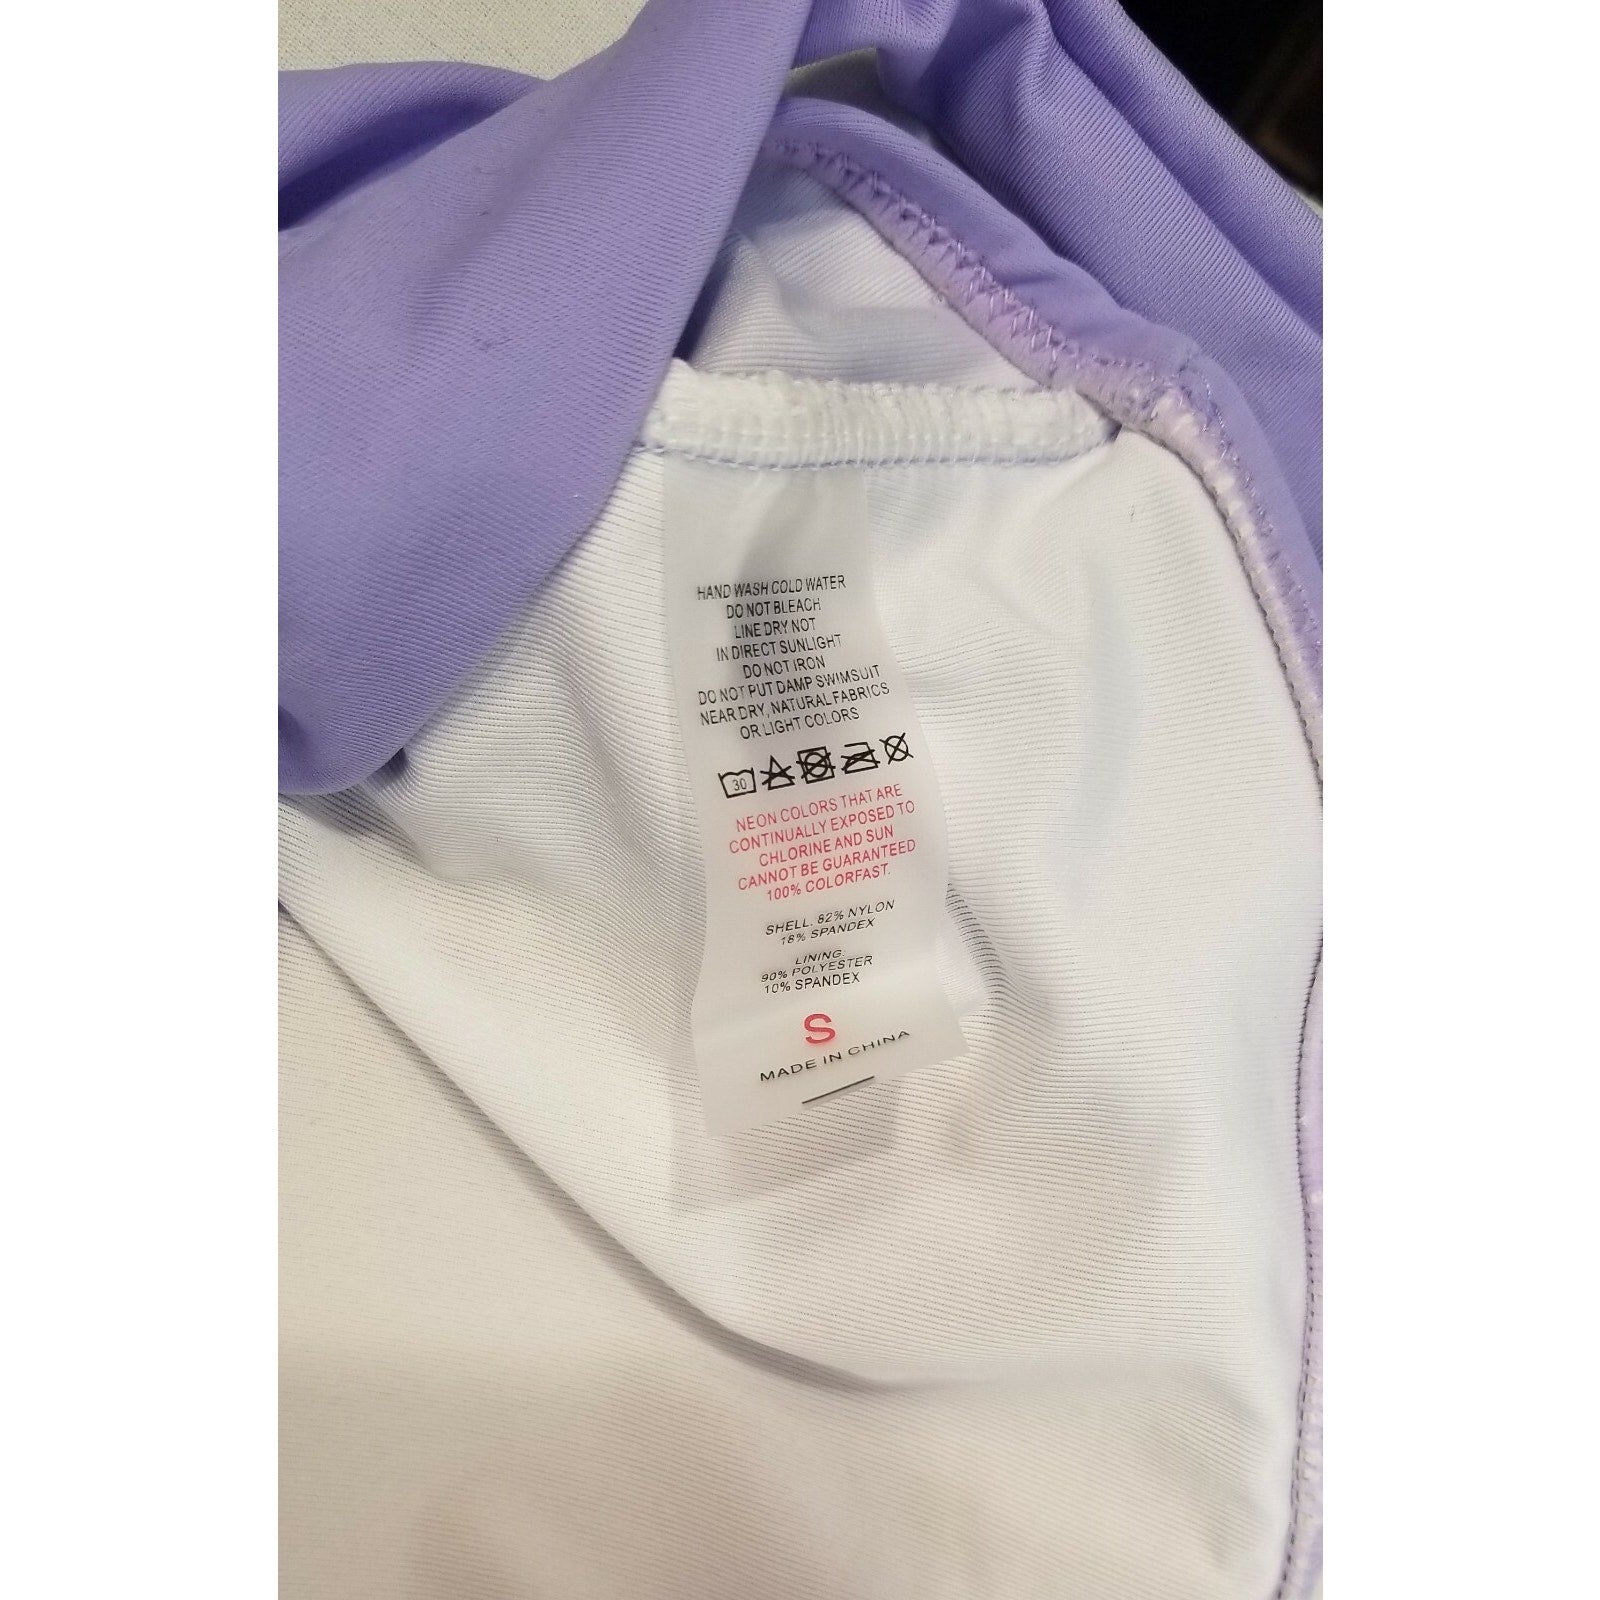 HAND WASH COLD WATER
DO NOT BLEACH
LINE DRY NOT
IN DIRECT SUNLIGHT
DO NOT IRON
DO NOT PUT DAMP SWIMSUIT
NEAR DRY, NATURAL FABRICS
OR LIGHT COLORS
30
NEON COLORS THAT ARE
CONTINUALLY EXPOSED TO
CHLORINE AND SUN
CANNOT BE GUARANTEED
100% COLORFAST.
SHELL: 82% NYLON
18% SPANDEX
LINING:
90% POLYESTER
10% SPANDEX
S
MADE IN CHINA